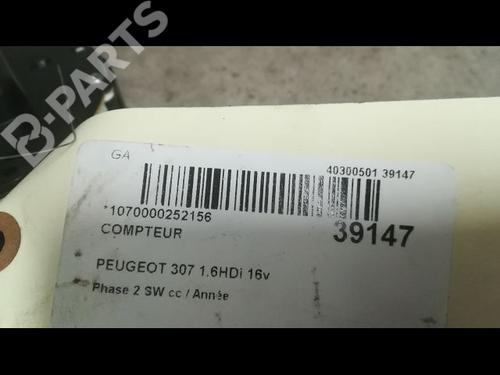 B-PARTS
GA
40300501 39147
*1070000252156
39147
COMPTEUR
PEUGEOT 307 1.6HDi 16v
Phase 2 SW cc / Année